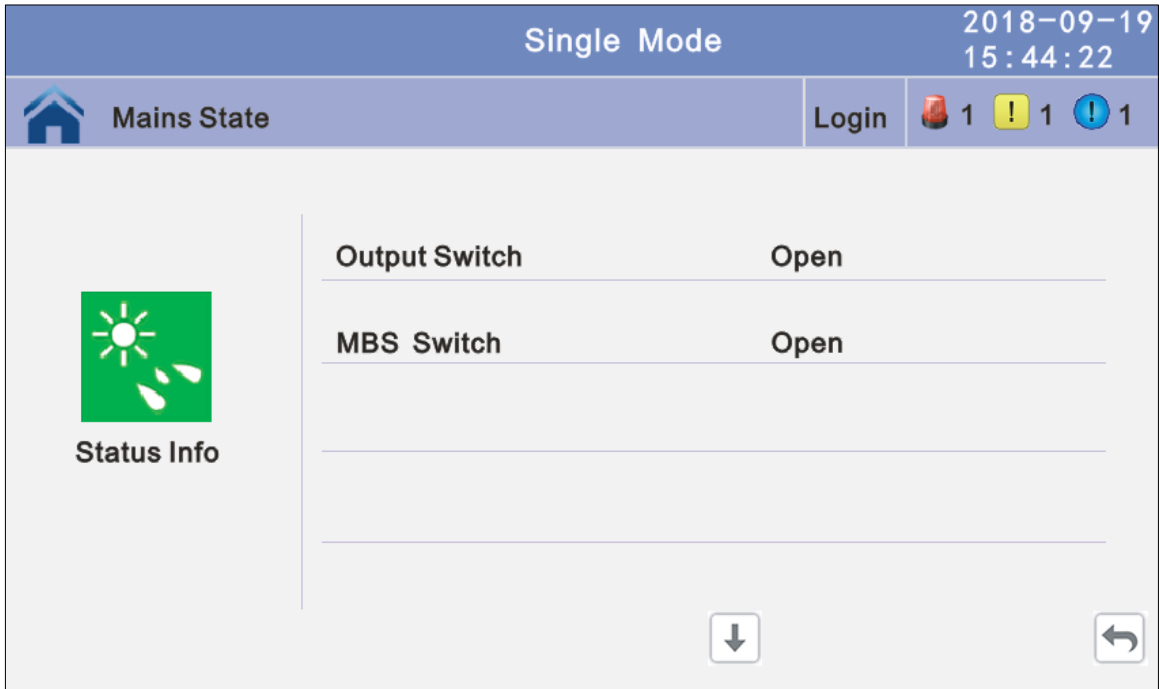 Single Mode
2018-09-19
15:44:22
Mains State
Login
1
! 1
! 1
Output Switch Open
MBS Switch Open
Status Info